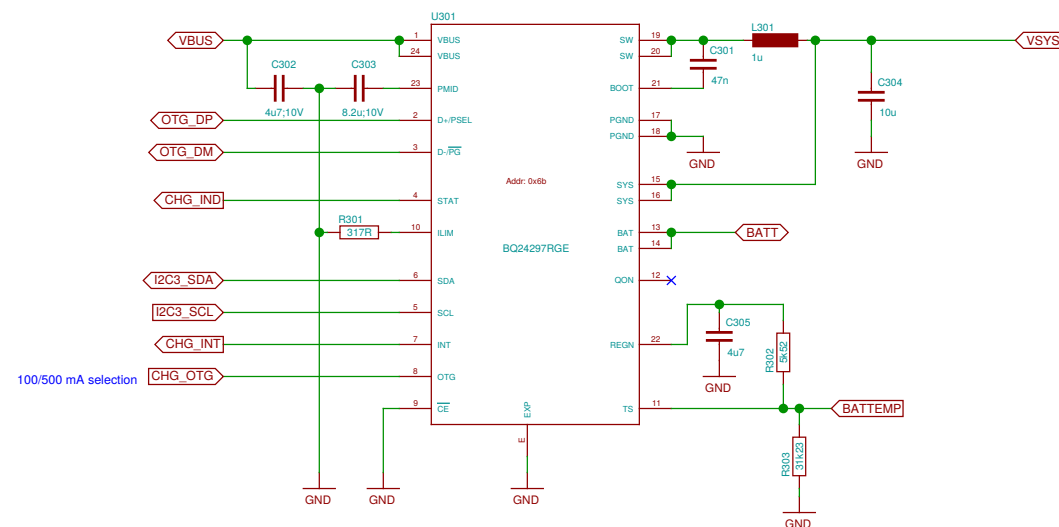 U301
L301
VBUS
1
VBUS
SW
19
VSYS
24
VBUS
SW
20
C301
1u
C302
C303
47n
C304
23
PMID
BOOT
21
4u7;10V
8.2u;10V
10u
OTG_DP
2
D+/PSEL
PGND
17
PGND
18
OTG_DM
3
D-/PG
GND
GND
Addr: 0x6b
SYS
15
CHG_IND
4
STAT
SYS
16
R301
317R
10
ILIM
BAT
13
BATT
BQ24297RGE
BAT
14
I2C3_SDA
6
SDA
QON
12
I2C3_SCL
5
SCL
C305
CHG_INT
7
INT
REGN
22
4u7
R302
5k52
100/500 mA selection
CHG_OTG
8
OTG
GND
9
CE
EXP
TS
11
BATTEMP
E
R303
31k23
GND
GND
GND
GND